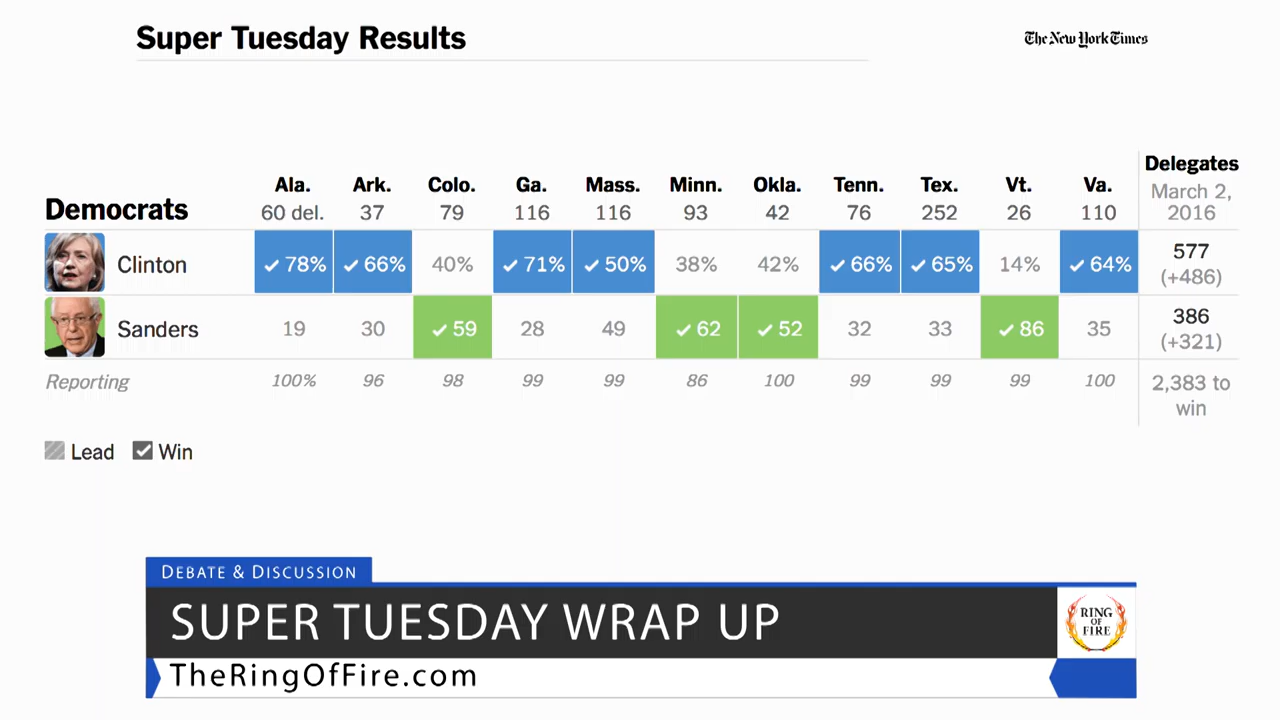 Super Tuesday Results
The New York Times
Delegates
Ala. Ark. Colo. Ga. Mass. Minn. Okla. Tenn. Tex. Vt. Va.
March 2,
2016
Democrats 60 del. 37 79 116 116 93 42 76 252 26 110
Clinton ✓ 78% ✓ 66% 40% ✓ 71% ✓ 50% 38% 42% ✓ 66% ✓ 65% 14% ✓ 64% 577
(+486)
Sanders 19 30 ✓ 59 28 49 ✓ 62 ✓ 52 32 33 ✓ 86 35 386
(+321)
Reporting 100% 96 98 99 99 86 100 99 99 99 100
2,383 to
win
Lead ✓ Win
DEBATE & DISCUSSION
SUPER TUESDAY WRAP UP
RING
OF
FIRE
TheRingOfFire.com